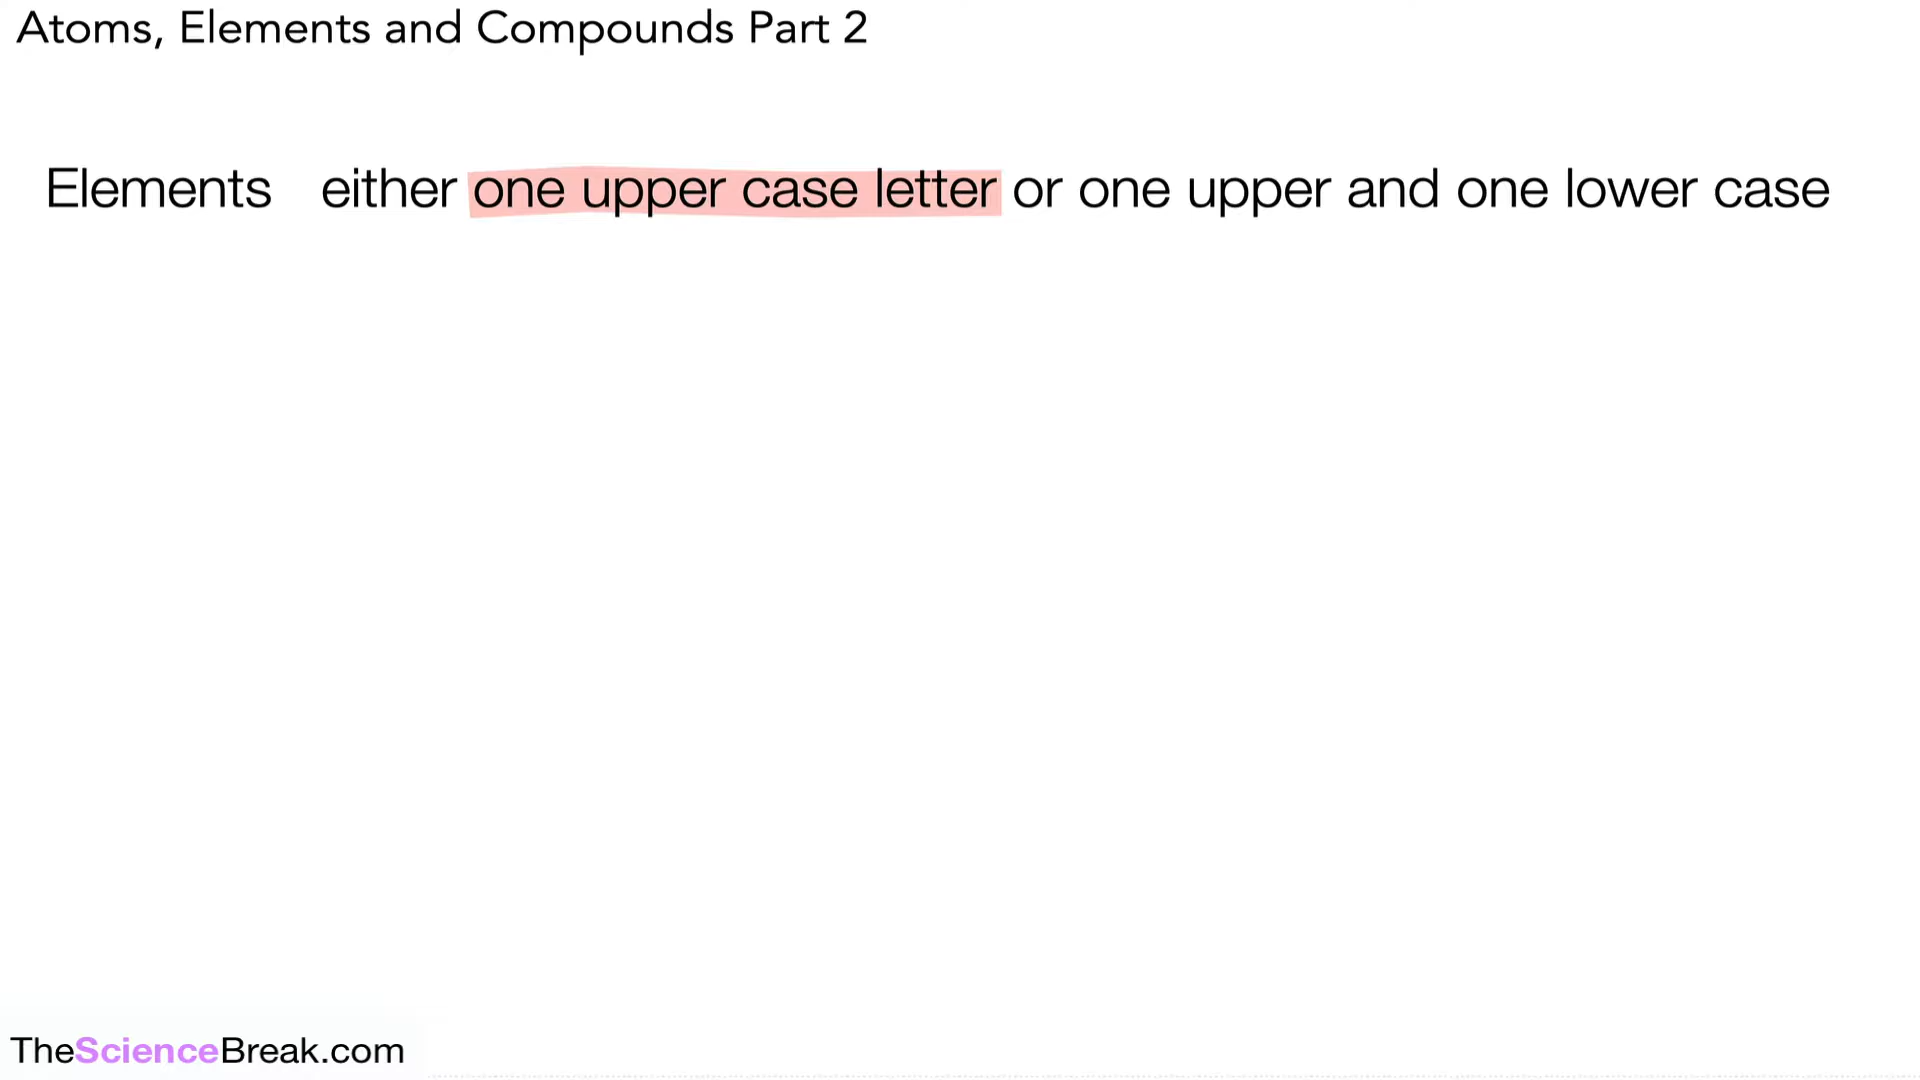 Atoms, Elements and Compounds Part 2
Elements either one upper case letter or one upper and one lower case
TheScienceBreak.com